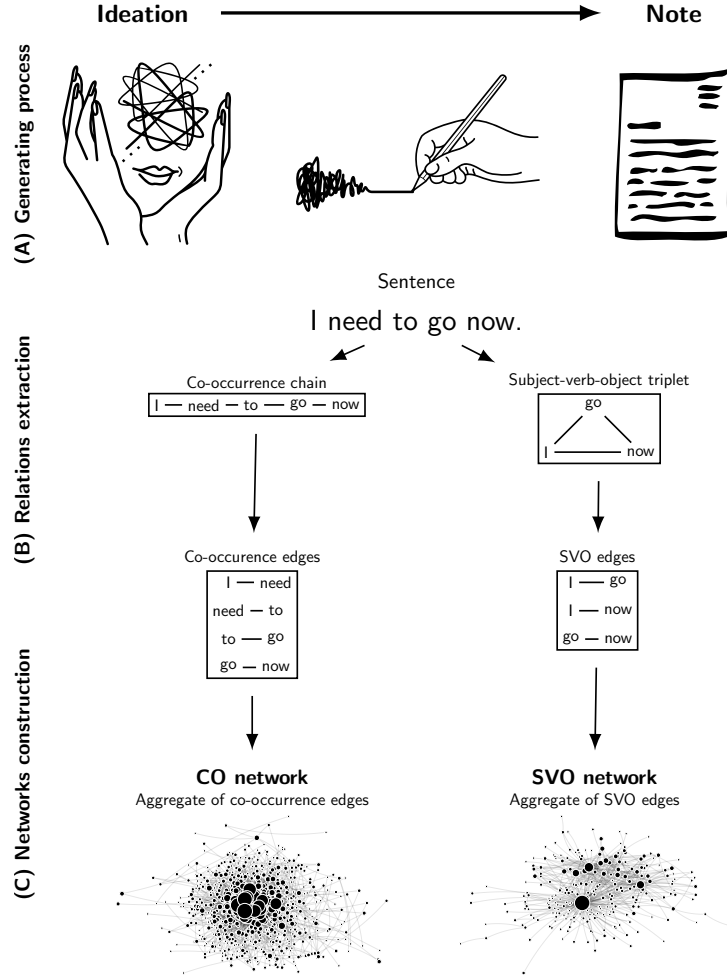 Ideation
Note
(A) Generating process
Sentence
I need to go now.
(B) Relations extraction
Co-occurrence chain
I — need — to — go — now
Subject-verb-object triplet
go
I — now
Co-occurence edges
I — need
need — to
to — go
go — now
SVO edges
I — go
I — now
go — now
(C) Networks construction
CO network
Aggregate of co-occurrence edges
SVO network
Aggregate of SVO edges